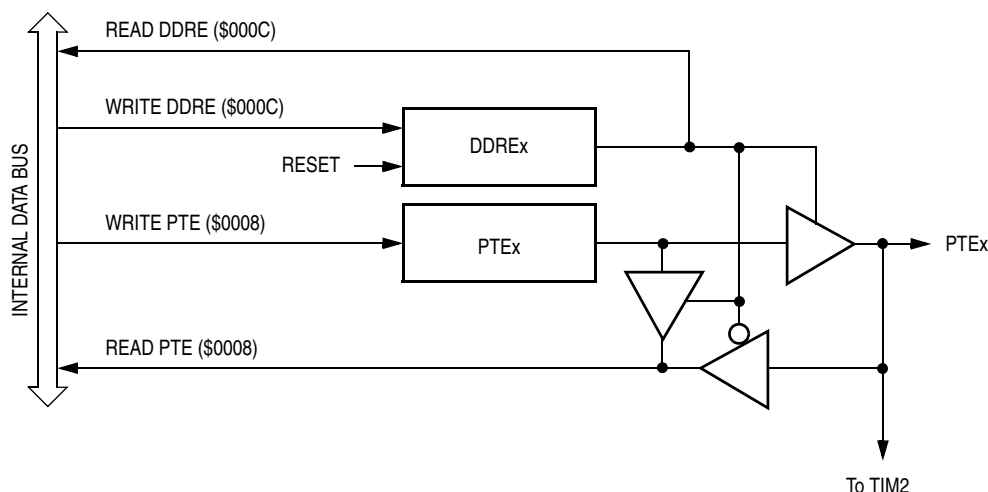 READ DDRE ($000C)
WRITE DDRE ($000C)
DDREx
RESET
INTERNAL DATA BUS
WRITE PTE ($0008)
PTEx
PTEx
READ PTE ($0008)
To TIM2